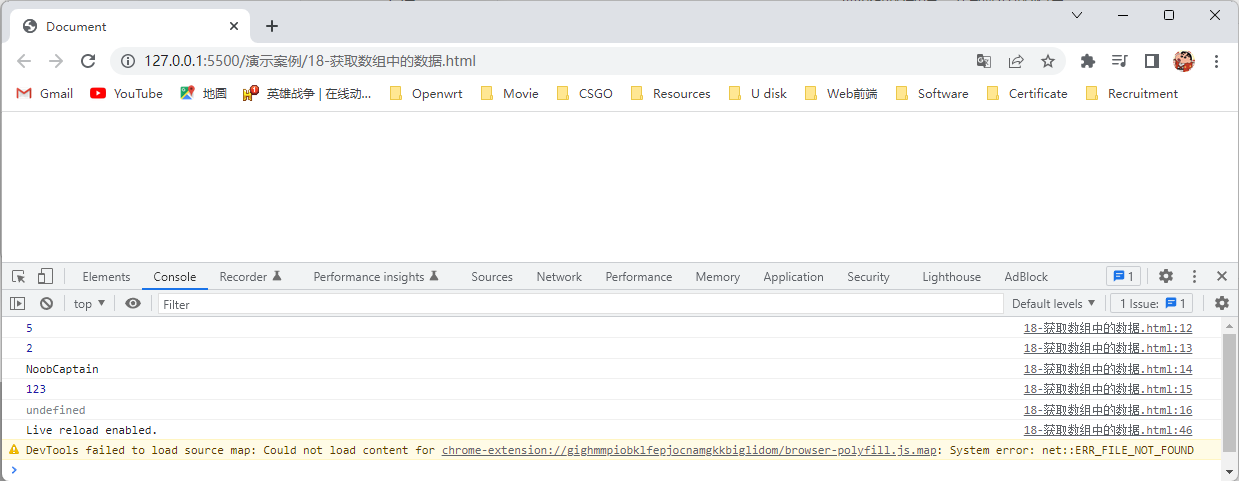 Document
127.0.0.1:5500/演示案例/18-获取数组中的数据.html
Gmail YouTube 地圖 英雄战争 | 在线动... Openwrt Movie CSGO Resources U disk Web前端 Software Certificate Recruitment
Elements Console Recorder Performance insights Sources Network Performance Memory Application Security Lighthouse AdBlock 1
top Filter Default levels 1 Issue: 1
5 18-获取数组中的数据.html:12
2 18-获取数组中的数据.html:13
NoobCaptain 18-获取数组中的数据.html:14
123 18-获取数组中的数据.html:15
undefined 18-获取数组中的数据.html:16
Live reload enabled. 18-获取数组中的数据.html:46
DevTools failed to load source map: Could not load content for chrome-extension://gighmmpiobklfepjocnamgkkbiglidom/browser-polyfill.js.map: System error: net::ERR_FILE_NOT_FOUND